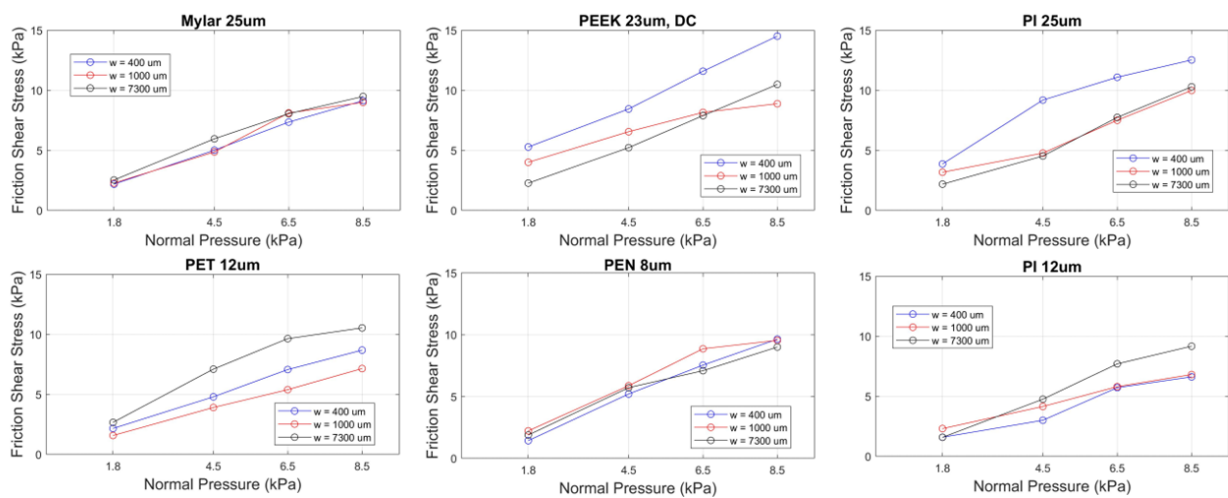 Mylar 25um
Friction Shear Stress (kPa)
15
10
5
0
w = 400 um
w = 1000 um
w = 7300 um
1.8 4.5 6.5 8.5
Normal Pressure (kPa)
PEEK 23um, DC
Friction Shear Stress (kPa)
15
10
5
0
w = 400 um
w = 1000 um
w = 7300 um
1.8 4.5 6.5 8.5
Normal Pressure (kPa)
PI 25um
Friction Shear Stress (kPa)
15
10
5
0
w = 400 um
w = 1000 um
w = 7300 um
1.8 4.5 6.5 8.5
Normal Pressure (kPa)
PET 12um
Friction Shear Stress (kPa)
15
10
5
0
w = 400 um
w = 1000 um
w = 7300 um
1.8 4.5 6.5 8.5
Normal Pressure (kPa)
PEN 8um
Friction Shear Stress (kPa)
15
10
5
0
w = 400 um
w = 1000 um
w = 7300 um
1.8 4.5 6.5 8.5
Normal Pressure (kPa)
PI 12um
Friction Shear Stress (kPa)
15
10
5
0
w = 400 um
w = 1000 um
w = 7300 um
1.8 4.5 6.5 8.5
Normal Pressure (kPa)